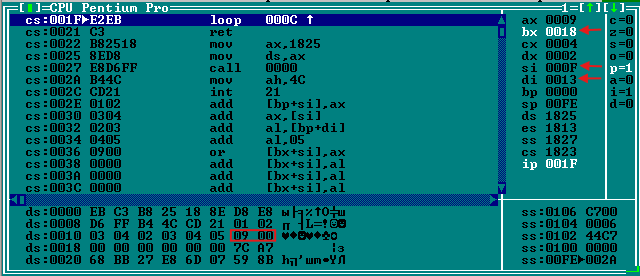 [■]=CPU Pentium Pro 1=[↑][↓]
cs:001F►E2EB loop 000C ↑
cs:0021 C3 ret
cs:0022 B82518 mov ax,1825
cs:0025 8ED8 mov ds,ax
cs:0027 E8D6FF call 0000
cs:002A B44C mov ah,4C
cs:002C CD21 int 21
cs:002E 0102 add [bp+si],ax
cs:0030 0304 add ax,[si]
cs:0032 0203 add al,[bp+di]
cs:0034 0405 add al,05
cs:0036 0900 or [bx+si],ax
cs:0038 0000 add [bx+si],al
cs:003A 0000 add [bx+si],al
cs:003C 0000 add [bx+si],al
ax 0009 c=0
bx 0018 z=0
cx 0004 s=0
dx 0002 o=0
si 000F p=1
di 0013 a=0
bp 0000 i=1
sp 00FE d=0
ds 1825
es 1813
ss 1827
cs 1823
ip 001F
ds:0000 EB C3 B8 25 18 8E D8 E8
ds:0008 D6 FF B4 4C CD 21 01 02
ds:0010 03 04 02 03 04 05 09 00
ds:0018 00 00 00 00 00 00 7C A7
ds:0020 68 BB 27 E8 6D 07 59 8B
ss:0106 C700
ss:0104 0006
ss:0102 44C7
ss:0100 0000
ss:00FE►002A